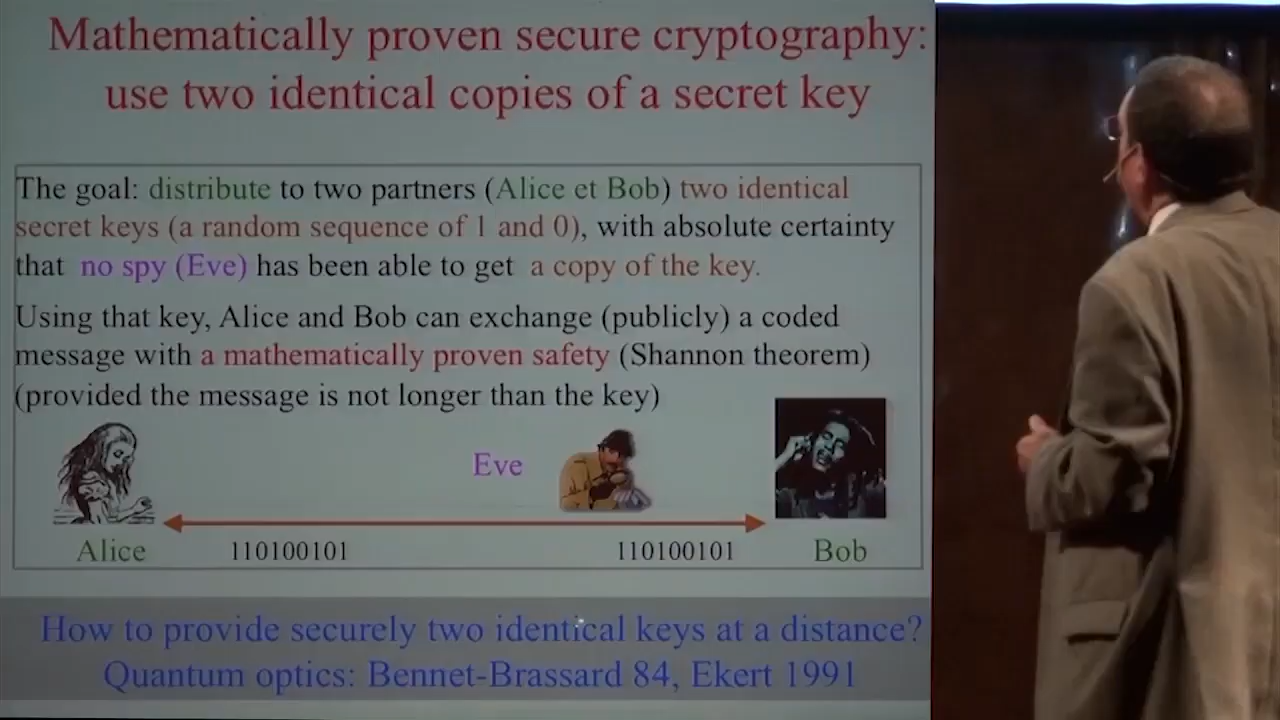 Mathematically proven secure cryptography:
use two identical copies of a secret key
The goal: distribute to two partners (Alice et Bob) two identical
secret keys (a random sequence of 1 and 0), with absolute certainty
that no spy (Eve) has been able to get a copy of the key.
Using that key, Alice and Bob can exchange (publicly) a coded
message with a mathematically proven safety (Shannon theorem)
(provided the message is not longer than the key)
Eve
Alice 110100101 110100101 Bob
How to provide securely two identical keys at a distance?
Quantum optics: Bennet-Brassard 84, Ekert 1991